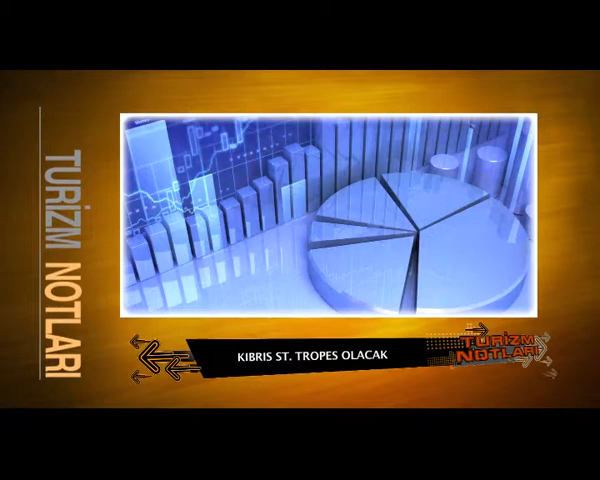 TURİZM NOTLARI
KIBRIS ST. TROPES OLACAK
TURİZM
NOTLARI